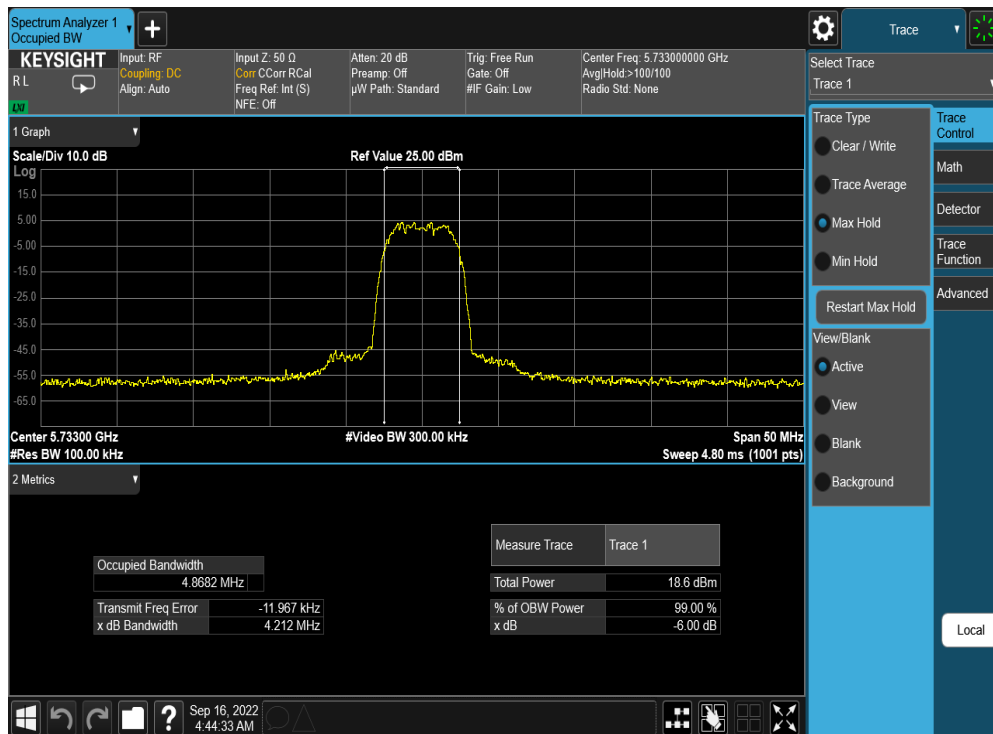 Spectrum Analyzer 1
Occupied BW
+
Trace
KEYSIGHT
R L
LXI
Input: RF
Coupling: DC
Align: Auto
Input Z: 50 Ω
Corr CCorr RCal
Freq Ref: Int (S)
NFE: Off
Atten: 20 dB
Preamp: Off
µW Path: Standard
Trig: Free Run
Gate: Off
#IF Gain: Low
Center Freq: 5.733000000 GHz
Avg|Hold:>100/100
Radio Std: None
Select Trace
Trace 1
1 Graph
Scale/Div 10.0 dB
Ref Value 25.00 dBm
Log
15.0
5.00
-5.00
-15.0
-25.0
-35.0
-45.0
-55.0
-65.0
Center 5.73300 GHz
#Video BW 300.00 kHz
Span 50 MHz
#Res BW 100.00 kHz
Sweep 4.80 ms (1001 pts)
2 Metrics
Occupied Bandwidth
4.8682 MHz
Transmit Freq Error -11.967 kHz
x dB Bandwidth 4.212 MHz
Measure Trace Trace 1
Total Power 18.6 dBm
% of OBW Power 99.00 %
x dB -6.00 dB
Trace Type
Clear / Write
Trace Average
Max Hold
Min Hold
Restart Max Hold
View/Blank
Active
View
Blank
Background
Trace
Control
Math
Detector
Trace
Function
Advanced
Local
?
Sep 16, 2022
4:44:33 AM